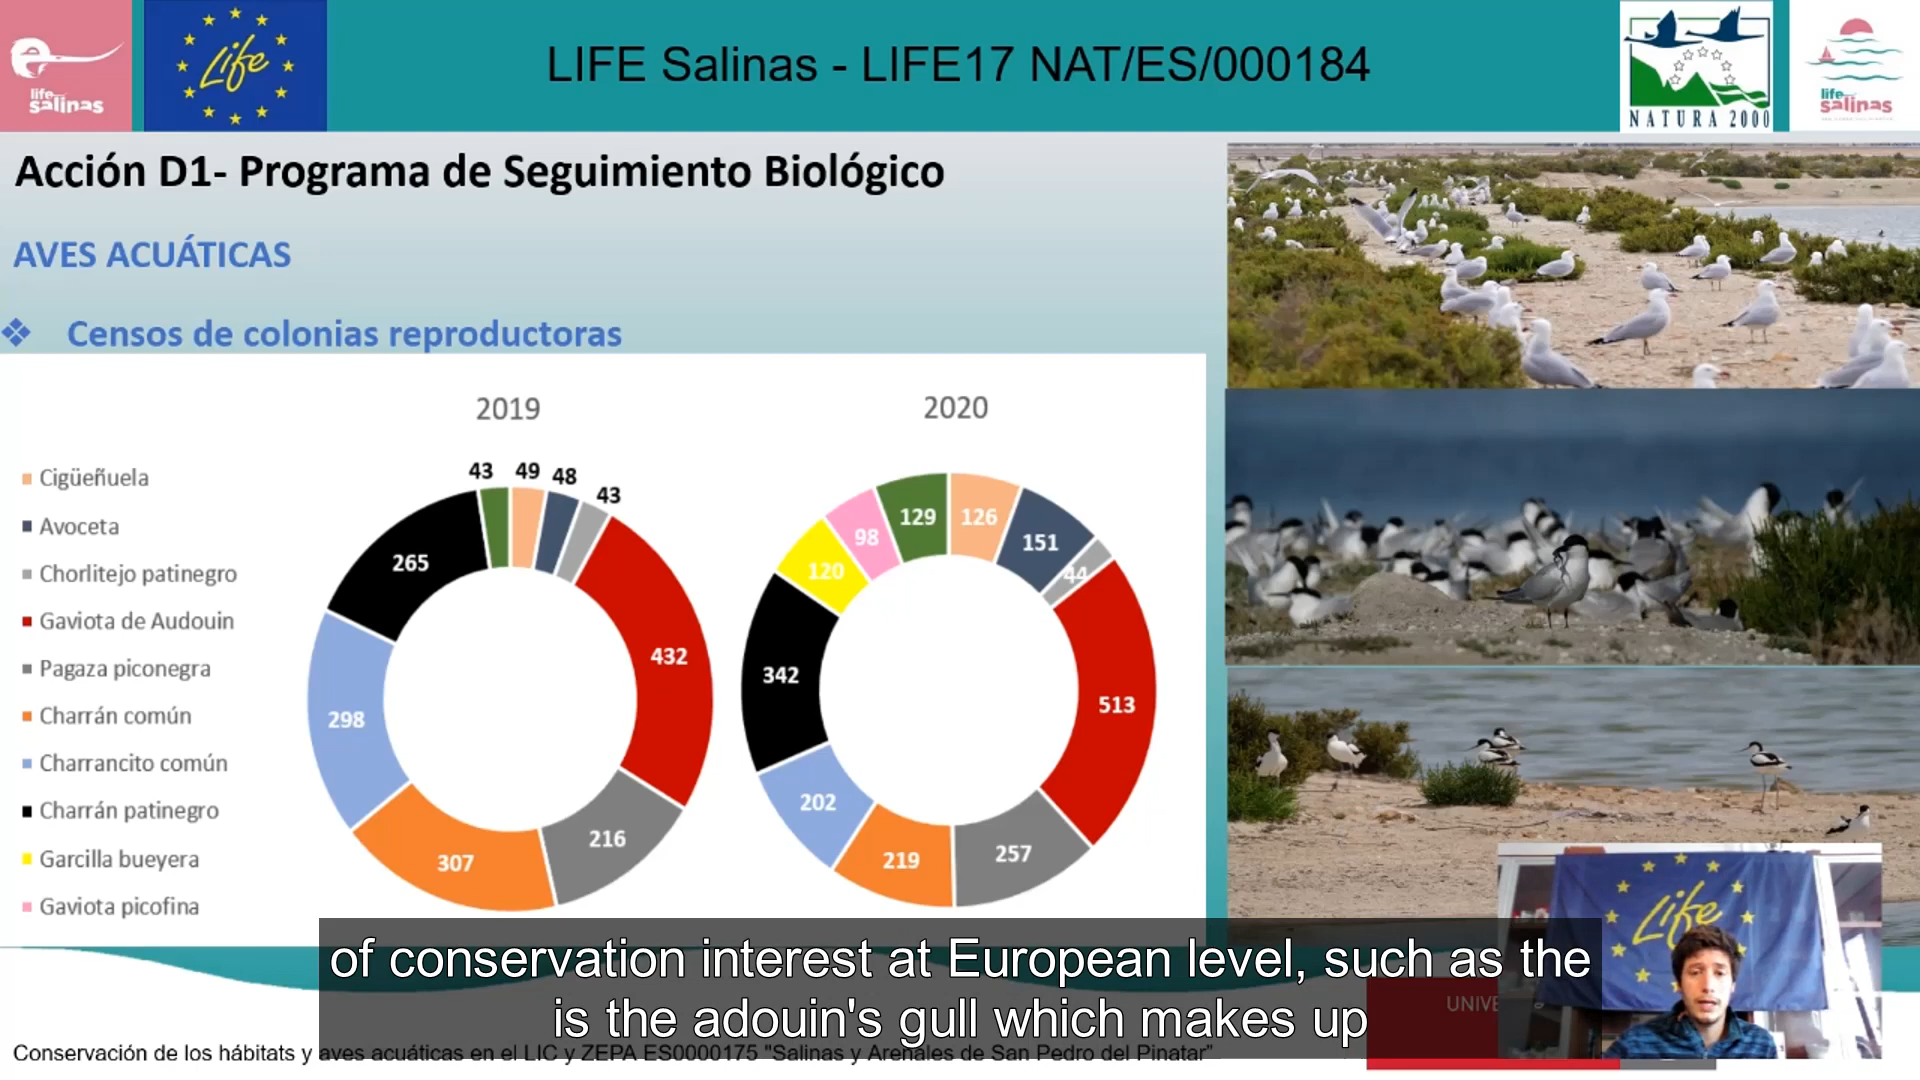 life salinas
Life
LIFE Salinas - LIFE17 NAT/ES/000184
NATURA 2000
life salinas
Acción D1- Programa de Seguimiento Biológico
AVES ACUÁTICAS
❖ Censos de colonias reproductoras
2019
2020
Cigüeñuela
Avoceta
Chorlitejo patinegro
Gaviota de Audouin
Pagaza piconegra
Charrán común
Charrancito común
Charrán patinegro
Garcilla bueyera
Gaviota picofina
43
49
48
43
432
216
307
298
265
129
126
151
44
513
257
219
202
342
120
98
Life
of conservation interest at European level, such as the
is the adouin's gull which makes up
UNIVE
Conservación de los hábitats y aves acuáticas en el LIC y ZEPA ES0000175 "Salinas y Arenales de San Pedro del Pinatar"